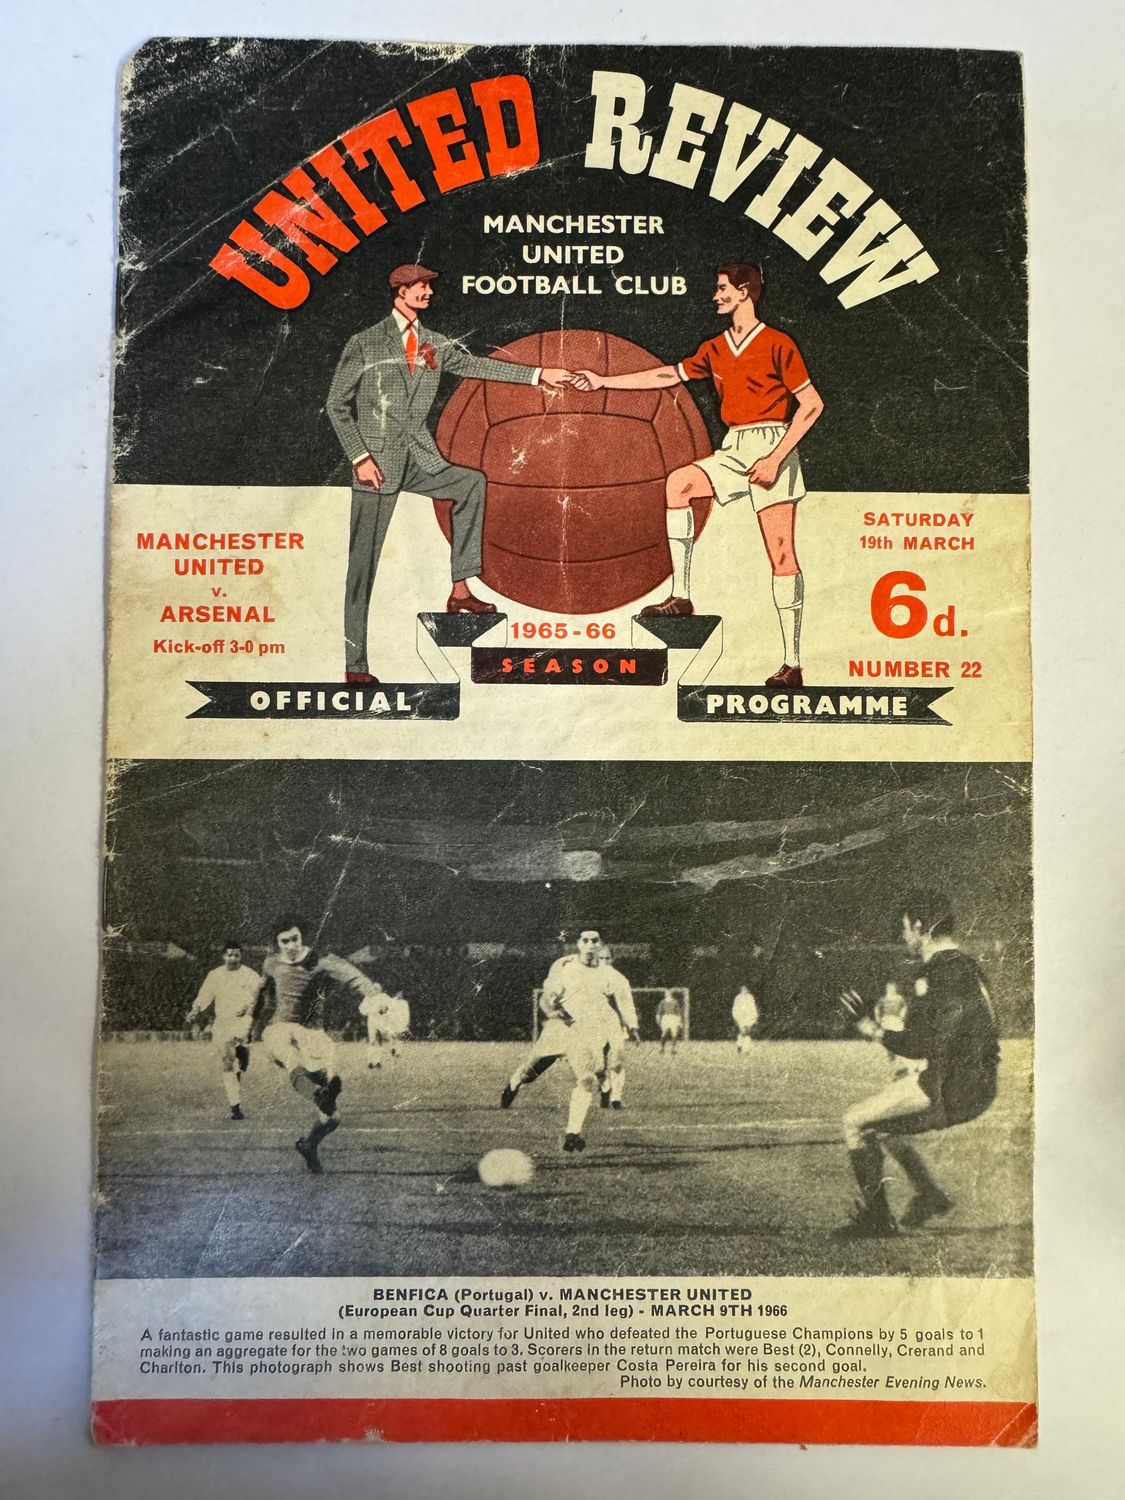 UNITED REVIEW
MANCHESTER
UNITED
FOOTBALL CLUB
MANCHESTER
UNITED
v.
ARSENAL
Kick-off 3-0 pm
SATURDAY
19th MARCH
6d.
NUMBER 22
1965-66
SEASON
OFFICIAL
PROGRAMME
BENFICA (Portugal) v. MANCHESTER UNITED
(European Cup Quarter Final, 2nd leg) - MARCH 9TH 1966
A fantastic game resulted in a memorable victory for United who defeated the Portuguese Champions by 5 goals to 1
making an aggregate for the two games of 8 goals to 3. Scorers in the return match were Best (2), Connelly, Crerand and
Charlton. This photograph shows Best shooting past goalkeeper Costa Pereira for his second goal.
Photo by courtesy of the Manchester Evening News.